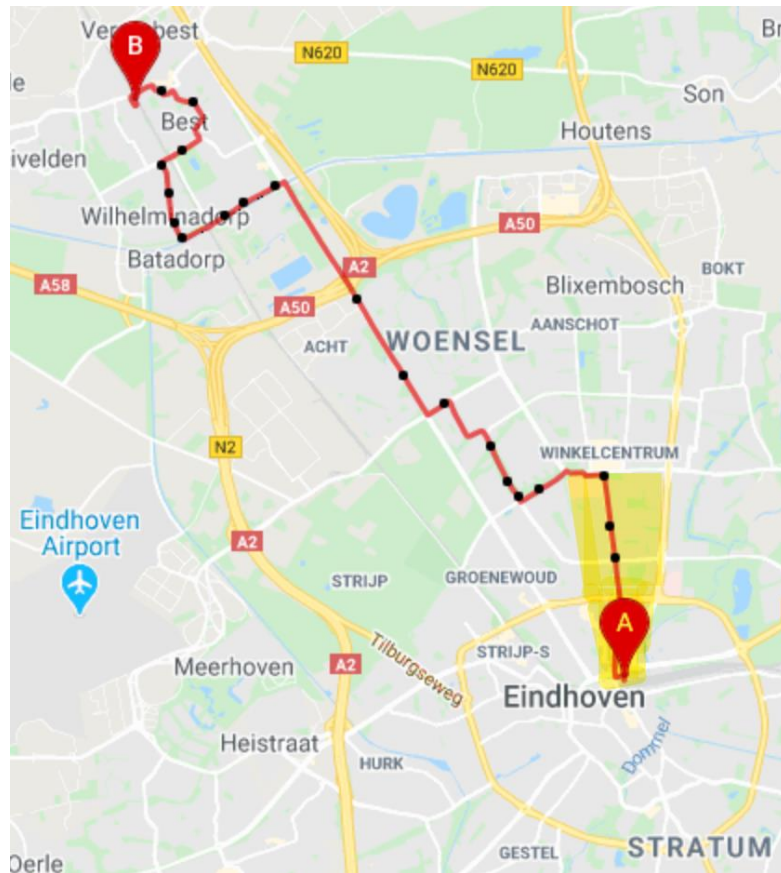 B
N620
N620
Son
Best
Houtens
ivelden
Wilhelminadorp
Batadorp
A50
A2
BOKT
A58
A50
Blixembosch
ACHT
WOENSEL
AANSCHOT
N2
WINKELCENTRUM
Eindhoven
Airport
A2
STRIJP
GROENEWOUD
A
STRIJP-S
Tilburgseweg
A2
Meerhoven
Eindhoven
Heistraat
Dommel
HURK
STRATUM
GESTEL
Oerle